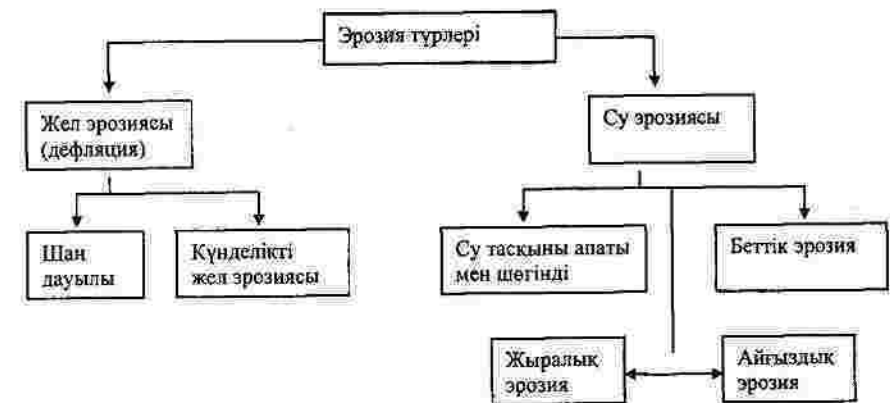 Эрозия түрлері
Жел эрозиясы
(дефляция)
Су эрозиясы
Шаң
дауылы
Күнделікті
жел эрозиясы
Су тасқыны апаты
мен шөгінді
Беттік эрозия
Жыралық
эрозия
Айғыздық
эрозия